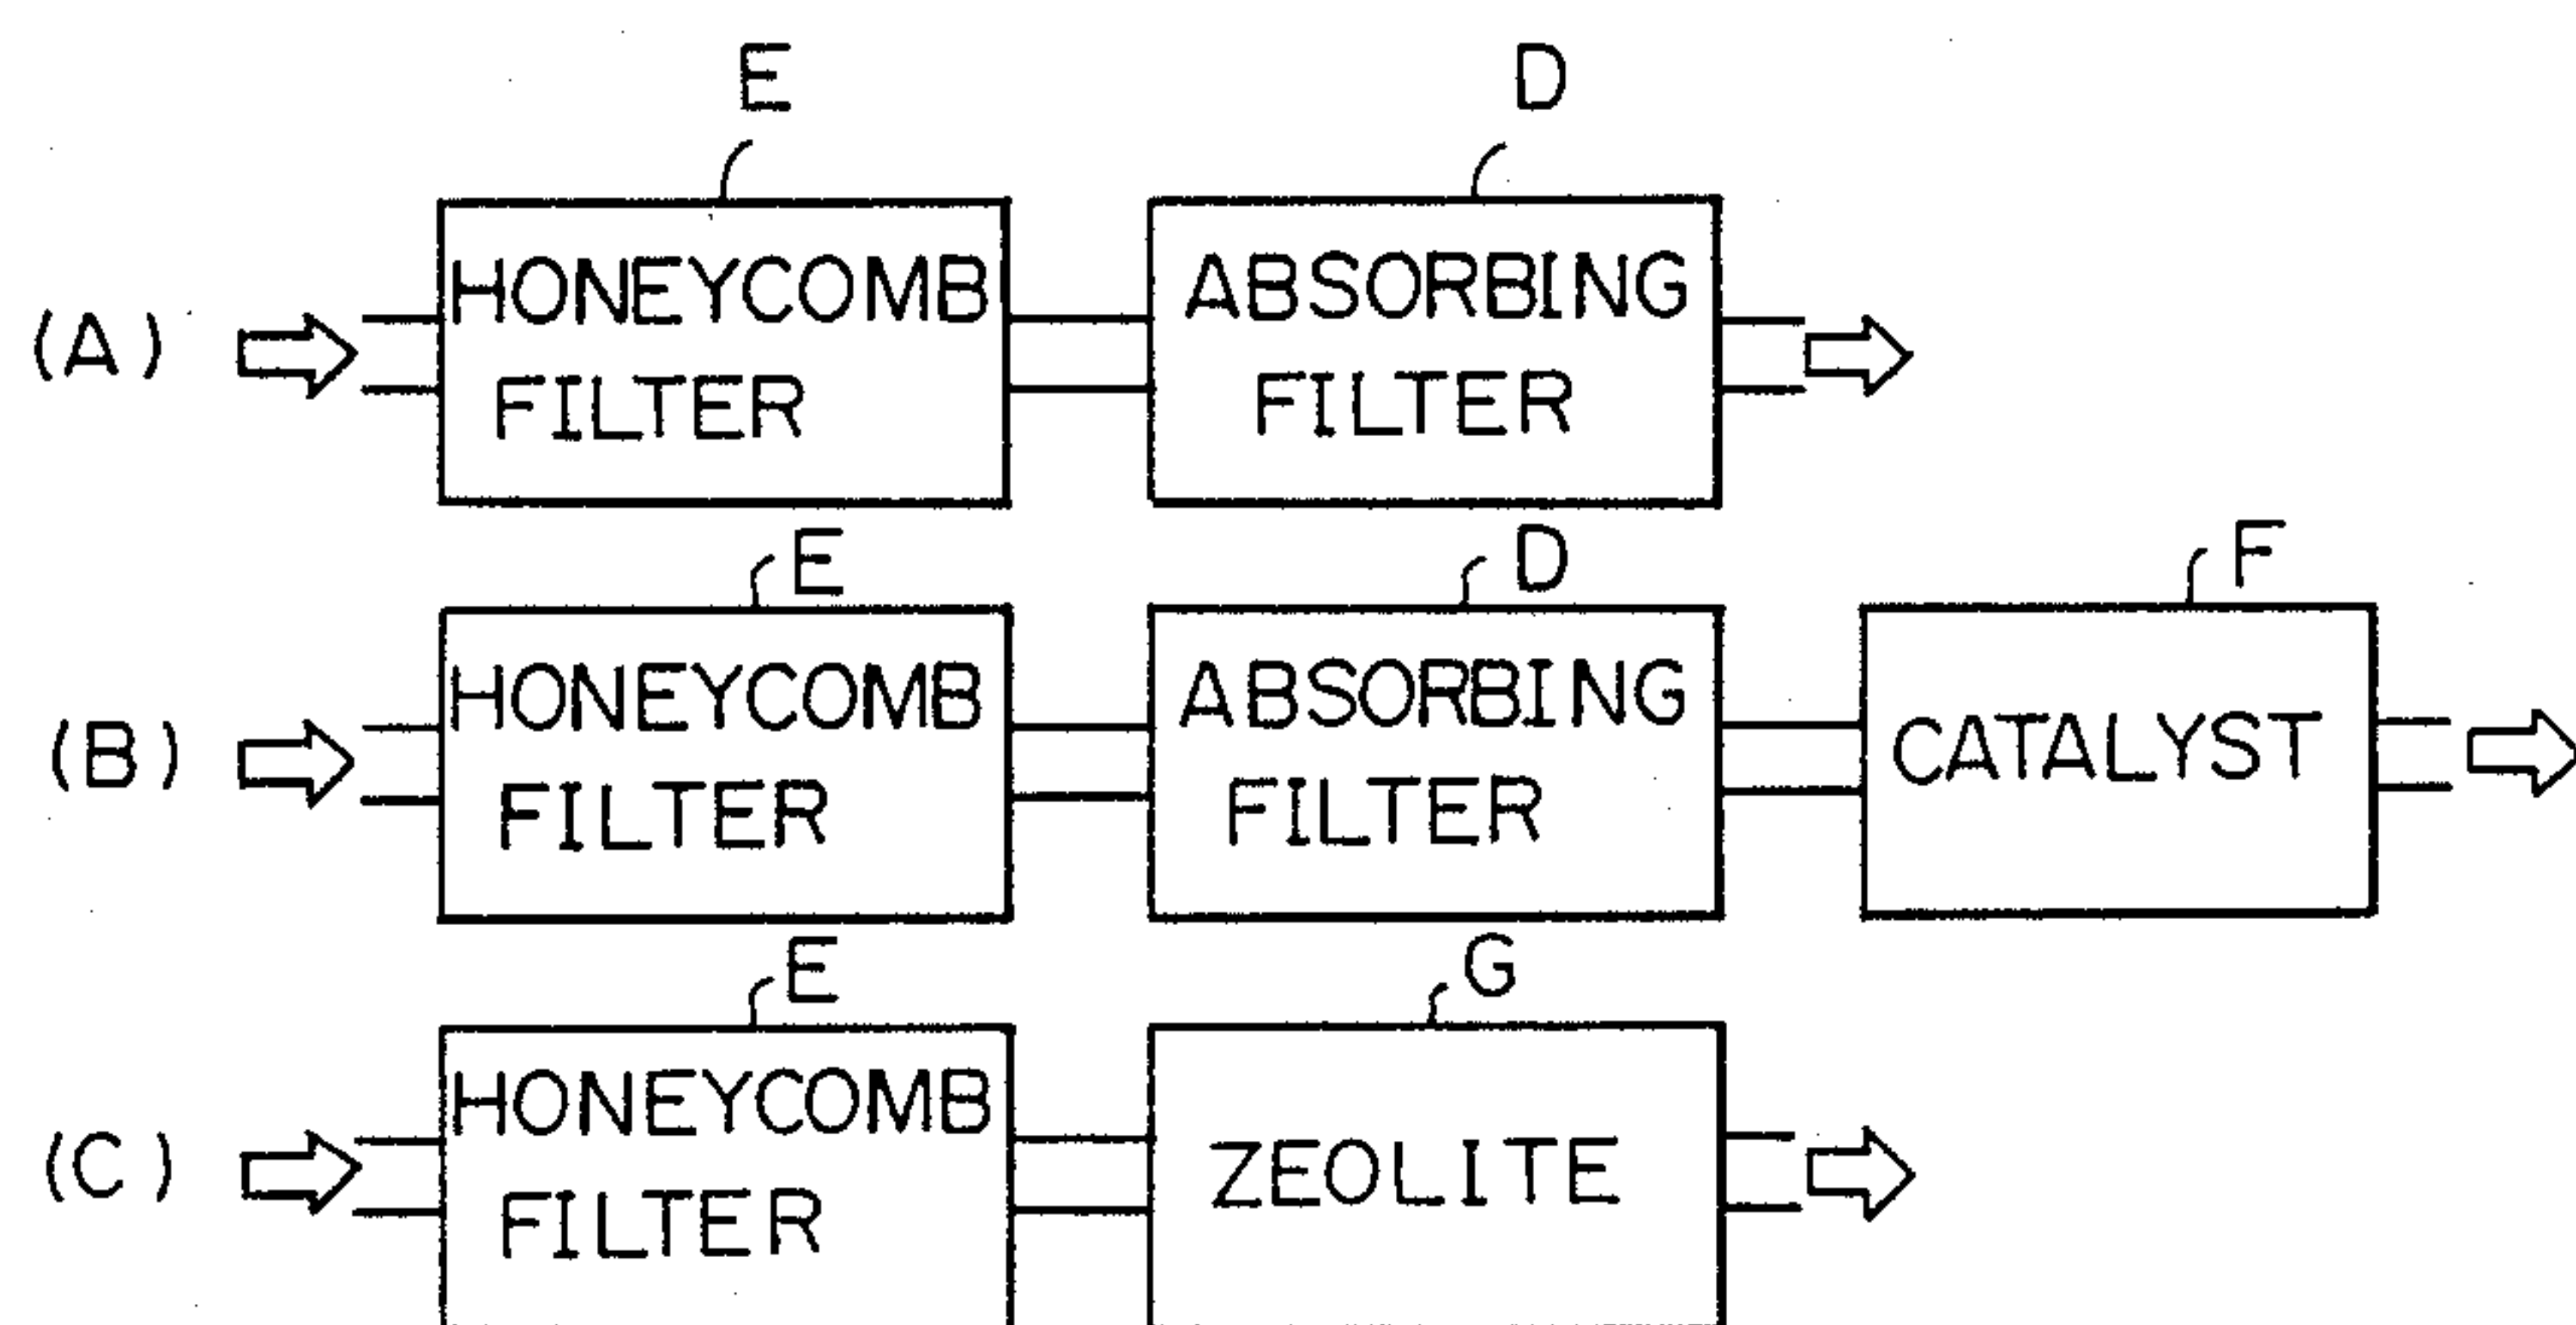 E D
(A) HONEYCOMB FILTER ABSORBING FILTER
E D F
(B) HONEYCOMB FILTER ABSORBING FILTER CATALYST
E G
(C) HONEYCOMB FILTER ZEOLITE